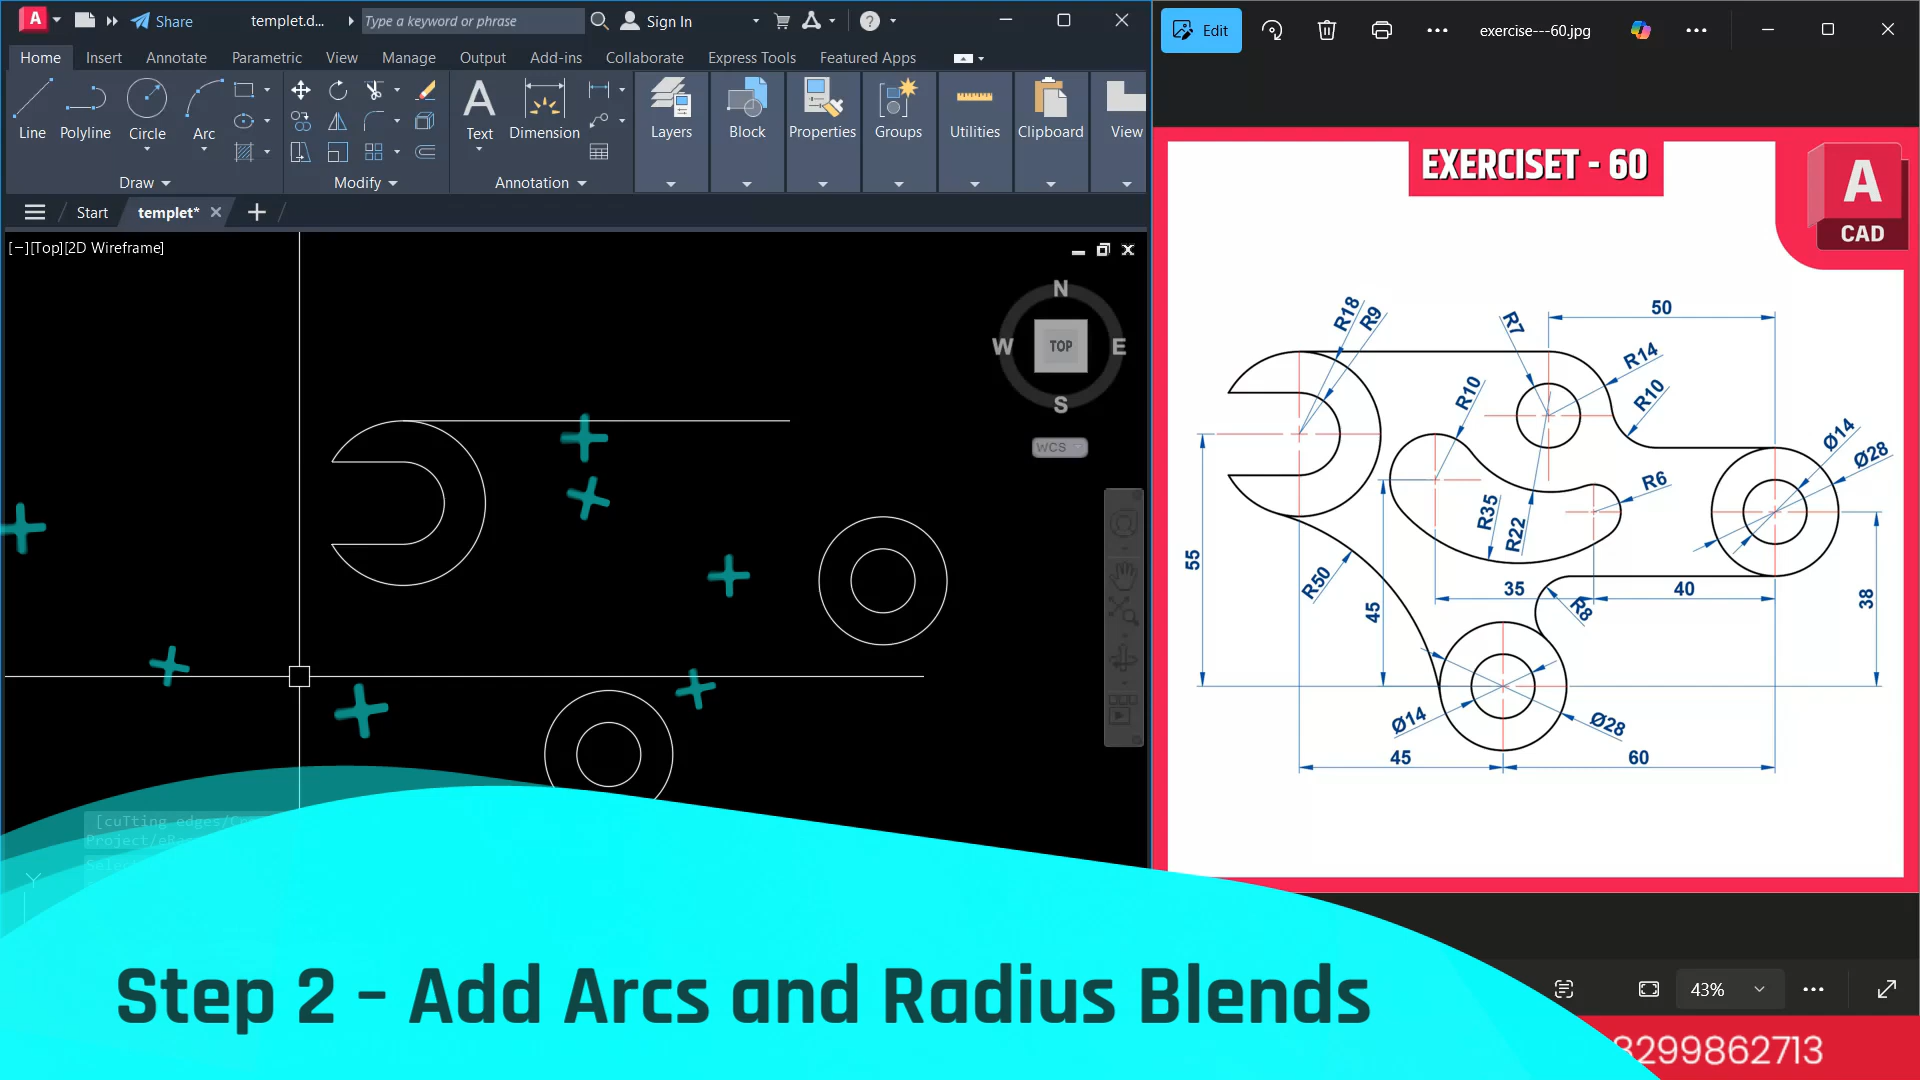 A
Share
templet.d...
Type a keyword or phrase
Sign In
Home
Insert
Annotate
Parametric
View
Manage
Output
Add-ins
Collaborate
Express Tools
Featured Apps
Line
Polyline
Circle
Arc
Text
Dimension
Layers
Block
Properties
Groups
Utilities
Clipboard
View
Draw
Modify
Annotation
Start
templet*
[−][Top][2D Wireframe]
N
W
TOP
E
S
WCS
[cuTting edges/
Project/
Y
Edit
exercise---60.jpg
EXERCISET - 60
A
CAD
R18
R9
R7
50
R14
R10
R10
Ø14
Ø28
R6
R35
R22
55
R50
45
35
40
R8
38
Ø14
Ø28
45
60
43%
Step 2 - Add Arcs and Radius Blends
8299862713